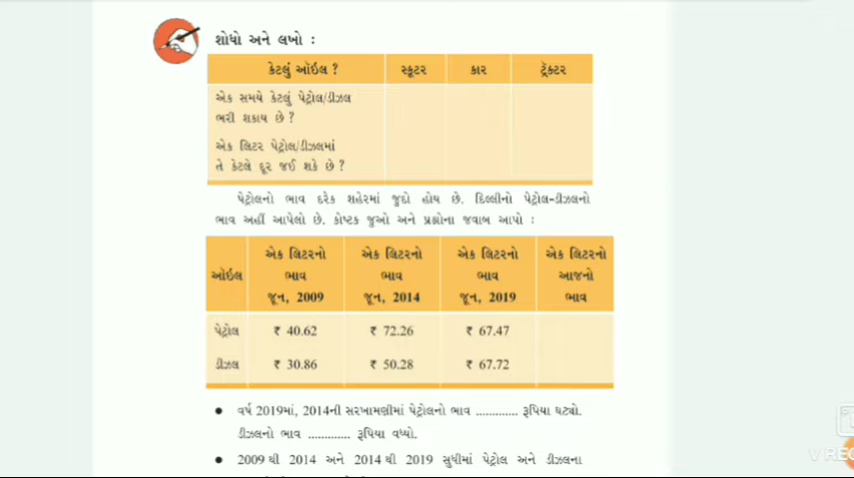 શોધો અને લખો :
કેટલું ઑઇલ ? સ્કૂટર કાર ટ્રૅક્ટર
એક સમયે કેટલું પેટ્રોલ/ડીઝલ
ભરી શકાય છે ?
એક લિટર પેટ્રોલ/ડીઝલમાં
તે કેટલે દૂર જઈ શકે છે ?
પેટ્રોલનો ભાવ દરેક શહેરમાં જુદો હોય છે. દિલ્લીનો પેટ્રોલ-ડીઝલનો
ભાવ અહીં આપેલો છે. કોષ્ટક જુઓ અને પ્રશ્નોના જવાબ આપો :
એક લિટરનો એક લિટરનો એક લિટરનો એક લિટરનો
ઑઇલ ભાવ ભાવ ભાવ આજનો
જૂન, 2009 જૂન, 2014 જૂન, 2019 ભાવ
પેટ્રોલ ₹ 40.62 ₹ 72.26 ₹ 67.47
ડીઝલ ₹ 30.86 ₹ 50.28 ₹ 67.72
● વર્ષ 2019માં, 2014ની સરખામણીમાં પેટ્રોલનો ભાવ ............ રૂપિયા ઘટ્યો.
ડીઝલનો ભાવ ............ રૂપિયા વધ્યો.
● 2009 થી 2014 અને 2014 થી 2019 સુધીમાં પેટ્રોલ અને ડીઝલના
V REC